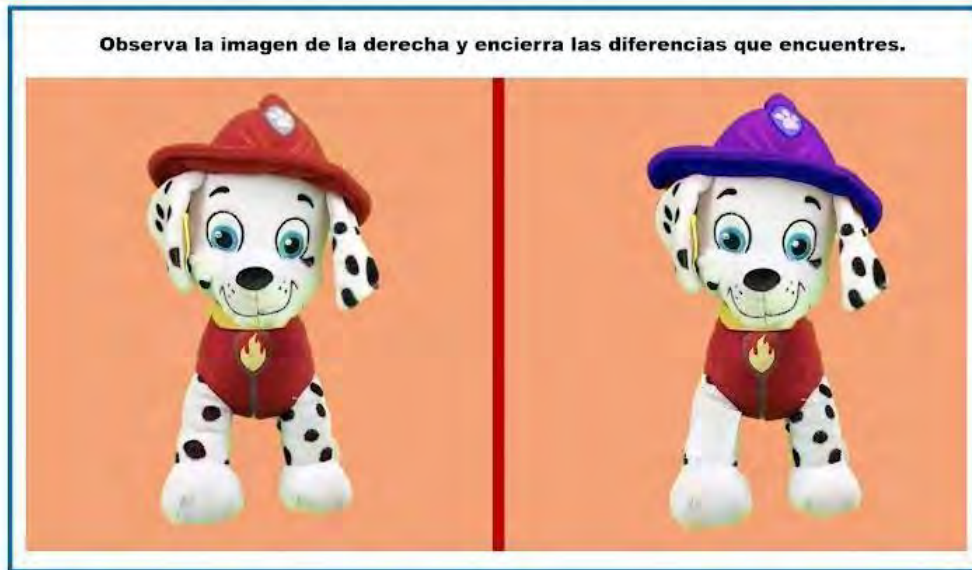 Observa la imagen de la derecha y encierra las diferencias que encuentres.